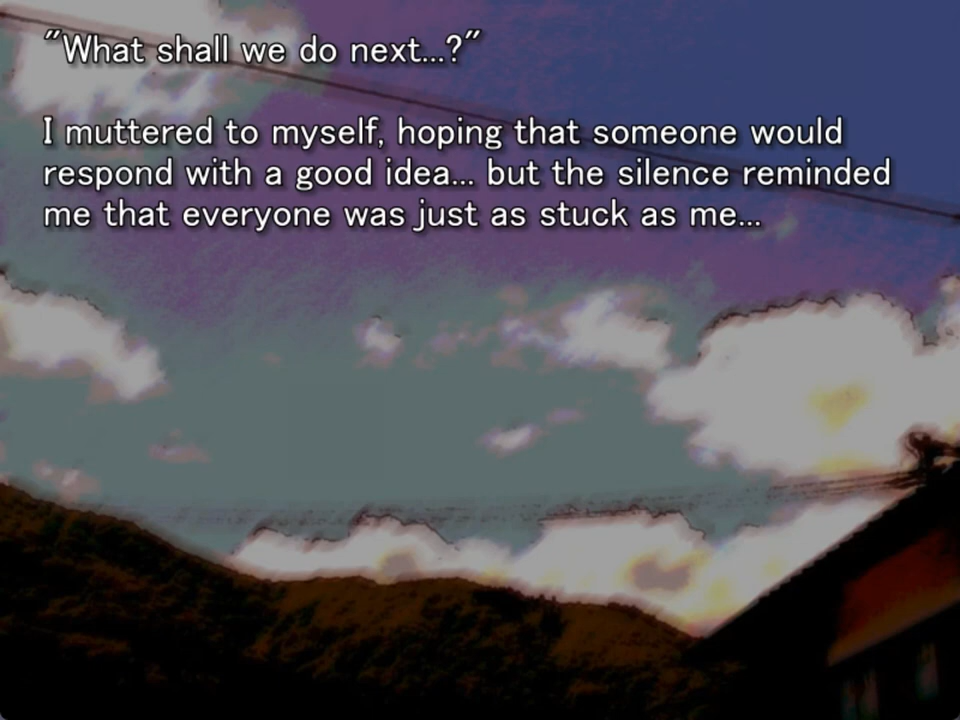 "What shall we do next...?"
I muttered to myself, hoping that someone would
respond with a good idea... but the silence reminded
me that everyone was just as stuck as me...